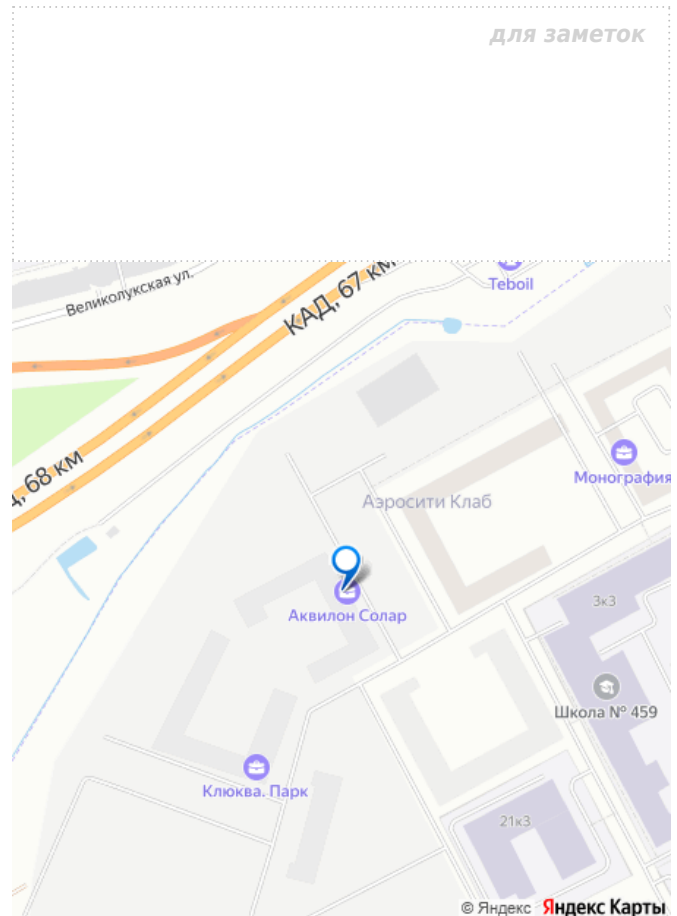 для заметок
Teboil
Великолукская ул.
КАД, 67 км
68 км
Монография
Аэросити Клаб
Аквилон Солар
3к3
Школа № 459
Клюква. Парк
21к3
© Яндекс Яндекс Карты